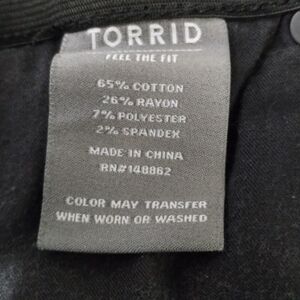 TORRID
FEEL THE FIT
65% COTTON
26% RAYON
7% POLYESTER
2% SPANDEX
MADE IN CHINA
RN#148862
COLOR MAY TRANSFER
WHEN WORN OR WASHED